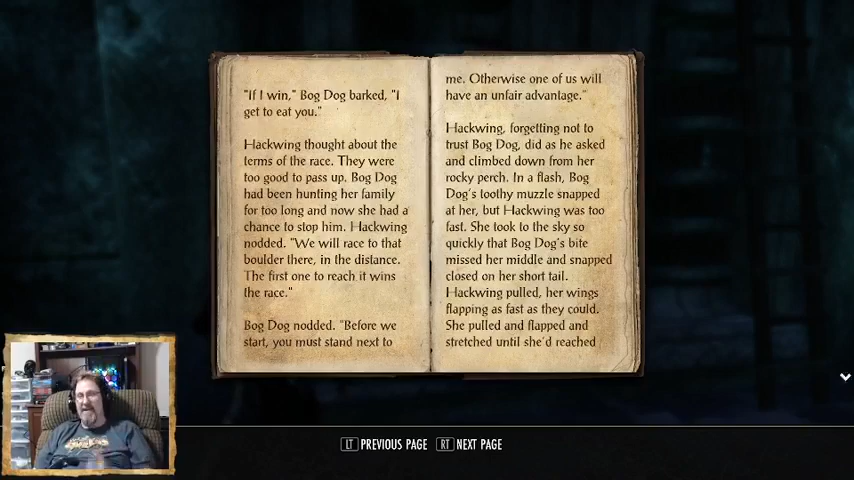 "If I win," Bog Dog barked, "I
get to eat you."
Hackwing thought about the
terms of the race. They were
too good to pass up. Bog Dog
had been hunting her family
for too long and now she had a
chance to stop him. Hackwing
nodded. "We will race to that
boulder there, in the distance.
The first one to reach it wins
the race."
Bog Dog nodded. "Before we
start, you must stand next to
me. Otherwise one of us will
have an unfair advantage."
Hackwing, forgetting not to
trust Bog Dog, did as he asked
and climbed down from her
rocky perch. In a flash, Bog
Dog's toothy muzzle snapped
at her, but Hackwing was too
fast. She took to the sky so
quickly that Bog Dog's bite
missed her middle and snapped
closed on her short tail.
Hackwing pulled, her wings
flapping as fast as they could.
She pulled and flapped and
stretched until she'd reached
LT PREVIOUS PAGE RT NEXT PAGE